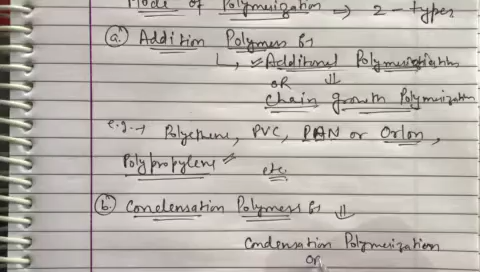 Mode of Polymerization → 2 - types
(a.) Addition Polymers :-
↳ Additional Polymerization
OR ⇓
Chain growth Polymerization
e.g. → Polyethene, PVC, PAN or Orlon,
Polypropylene
etc.
(b.) Condensation Polymers :- ⇓
Condensation Polymerization
OR